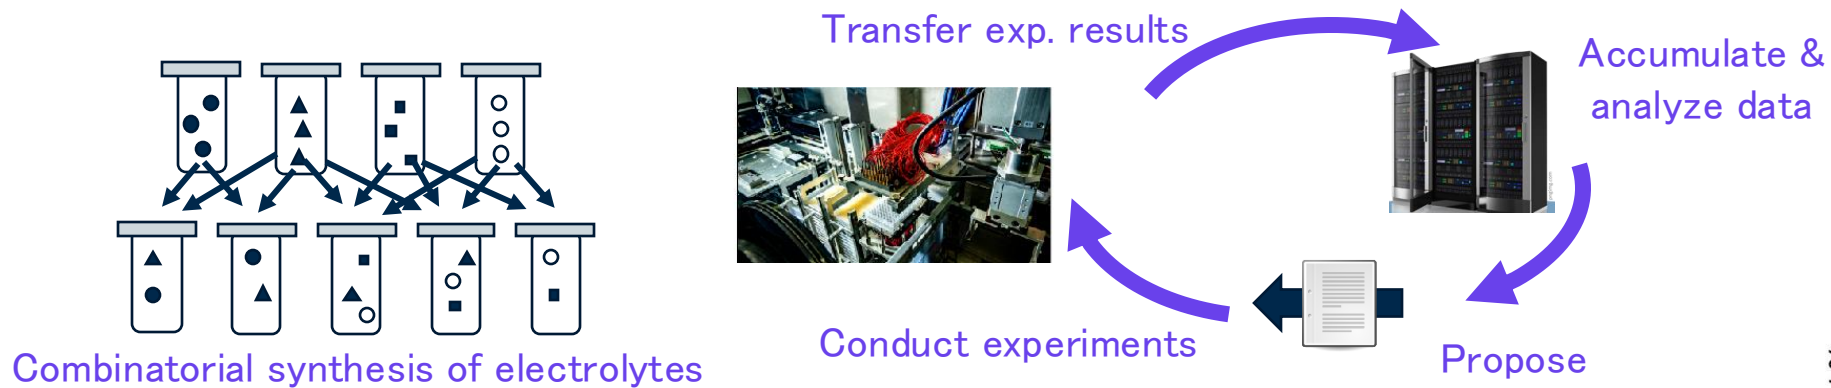 Transfer exp. results
Accumulate &
analyze data
Conduct experiments
Propose
Combinatorial synthesis of electrolytes